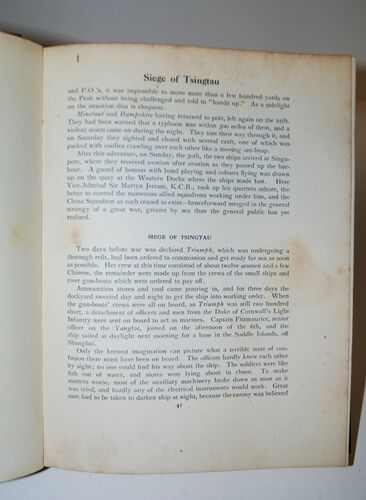 Siege of Tsingtau
and P.O.'s, it was impossible to move more than a few hundred yards on
the Peak without being challenged and told to "hands up." As a sidelight
on the situation this is eloquent.
Minotaur and Hampshire having returned to port, left again on the 25th.
They had been warned that a typhoon was within 300 miles of them, and a
violent storm came on during the night. They tore their way through it, and
on Saturday they sighted and closed with several craft, one of which was
packed with coolies crawling over each other like a moving ant-heap.
After this adventure, on Sunday, the 30th, the two ships arrived at Singa-
pore, where they received ovation after ovation as they passed up the har-
bour. A guard of honour with band playing and colours flying was drawn
up on the quay at the Western Docks where the ships made fast. Here
Vice-Admiral Sir Martyn Jerram, K.C.B., took up his quarters ashore, the
better to control the numerous allied squadrons working under him, and the
China Squadron as such ceased to exist—henceforward merged in the general
strategy of a great war, greater by sea than the general public has yet
realised.
SIEGE OF TSINGTAU
Two days before war was declared Triumph, which was undergoing a
thorough refit, had been ordered to commission and get ready for sea as soon
as possible. Her crew at this time consisted of about twelve seamen and a few
Chinese, the remainder were made up from the crews of the small ships and
river gun-boats which were ordered to pay off.
Ammunition stores and coal came pouring in, and for three days the
dockyard sweated day and night to get the ship into working order. When
the gun-boats' crews were all on board, as Triumph was still two hundred
short, a detachment of officers and men from the Duke of Cornwall's Light
Infantry were sent on board to act as marines. Captain Fitzmaurice, senior
officer on the Yangtze, joined on the afternoon of the 6th, and the
ship sailed at daylight next morning for a base in the Saddle Islands, off
Shanghai.
Only the keenest imagination can picture what a terrible state of con-
fusion there must have been on board. The officers hardly knew each other
by sight; no one could find his way about the ship. The soldiers were like
fish out of water, and stores were lying about in chaos. To make
matters worse, most of the auxiliary machinery broke down as soon as it
was tried, and hardly any of the electrical instruments would work. Great
care had to be taken to darken ship at night, because the enemy was believed
41